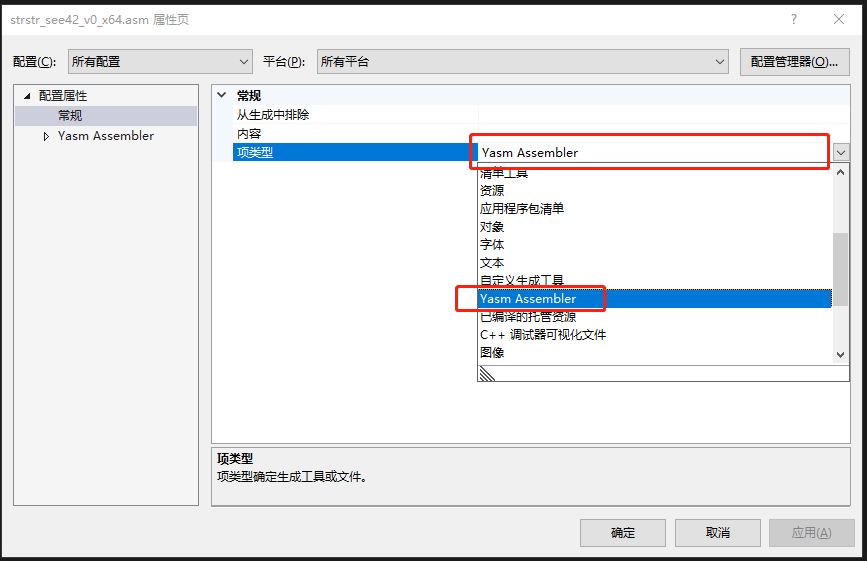 strstr_see42_v0_x64.asm 属性页
配置(C): 所有配置 平台(P): 所有平台 配置管理器(O)...
配置属性
常规
Yasm Assembler
常规
从生成中排除
内容
项类型 Yasm Assembler
清单工具
资源
应用程序包清单
对象
字体
文本
自定义生成工具
Yasm Assembler
已编译的托管资源
C++ 调试器可视化文件
图像
项类型
项类型确定生成工具或文件。
确定 取消 应用(A)